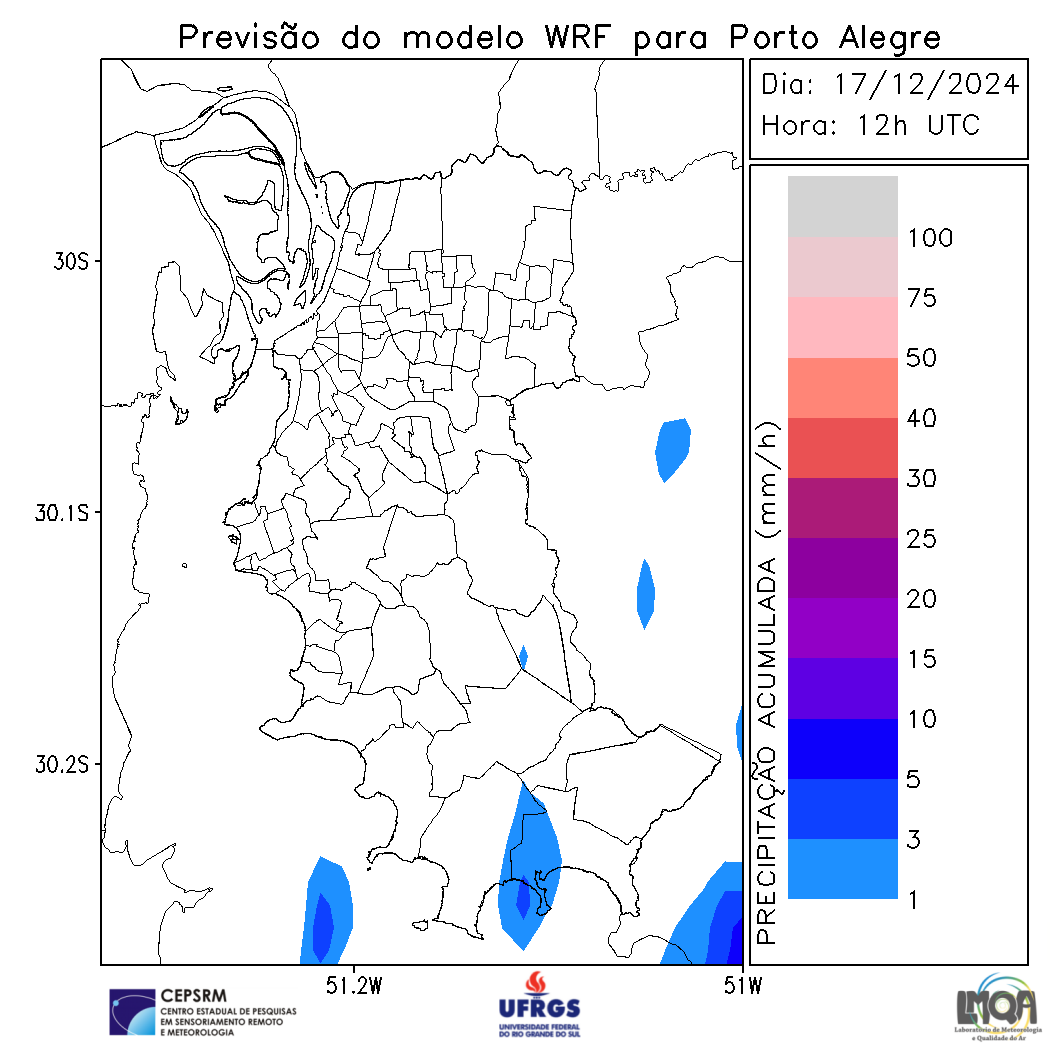 Previsão do modelo WRF para Porto Alegre
Dia: 17/12/2024
Hora: 12h UTC
30S
30.1S
30.2S
51.2W
51W
PRECIPITAÇÃO ACUMULADA (mm/h)
100
75
50
40
30
25
20
15
10
5
3
1
CEPSRM
CENTRO ESTADUAL DE PESQUISAS
EM SENSORIAMENTO REMOTO
E METEOROLOGIA
UFRGS
UNIVERSIDADE FEDERAL
DO RIO GRANDE DO SUL
LMQA
Laboratório de Meteorologia
e Qualidade do Ar